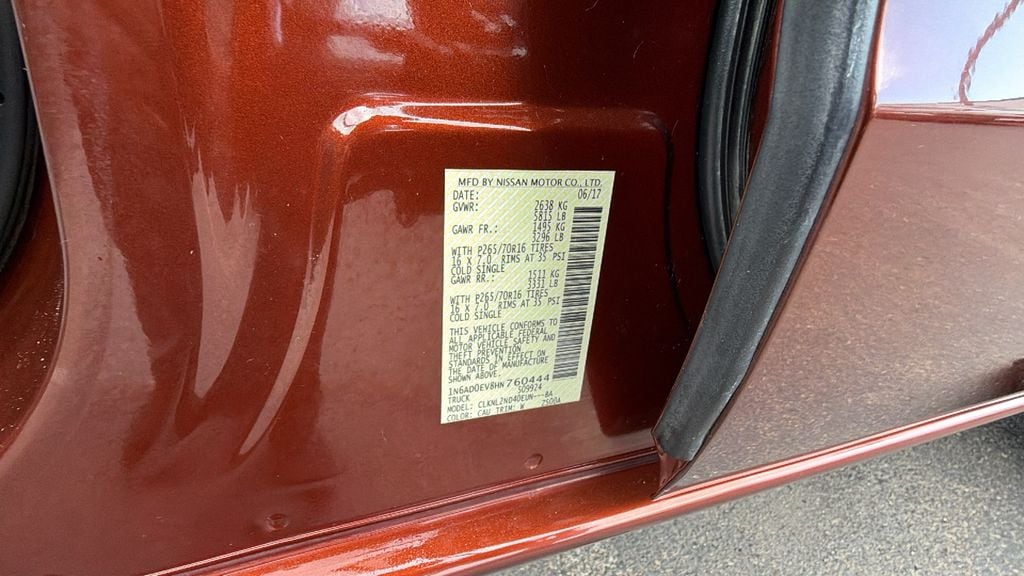 MFD BY NISSAN MOTOR CO., LTD.
DATE: 06/17
GVWR: 2638 KG
5815 LB
GAWR FR.: 1495 KG
3296 LB
WITH P265/70R16 TIRES
16 X 7.0 RIMS AT 35 PSI
COLD SINGLE
GAWR RR.: 1511 KG
3331 LB
WITH P265/70R16 TIRES
16 X 7.0 RIMS AT 35 PSI
COLD SINGLE
THIS VEHICLE CONFORMS TO
ALL APPLICABLE FEDERAL
MOTOR VEHICLE SAFETY AND
THEFT PREVENTION
STANDARDS IN EFFECT ON
THE DATE OF MANUFACTURE
SHOWN ABOVE.
1N6AD0EV8HN760444
TRUCK 509924
MODEL: CLKNLZND40EUN---BA
COLOR: CAU TRIM: W